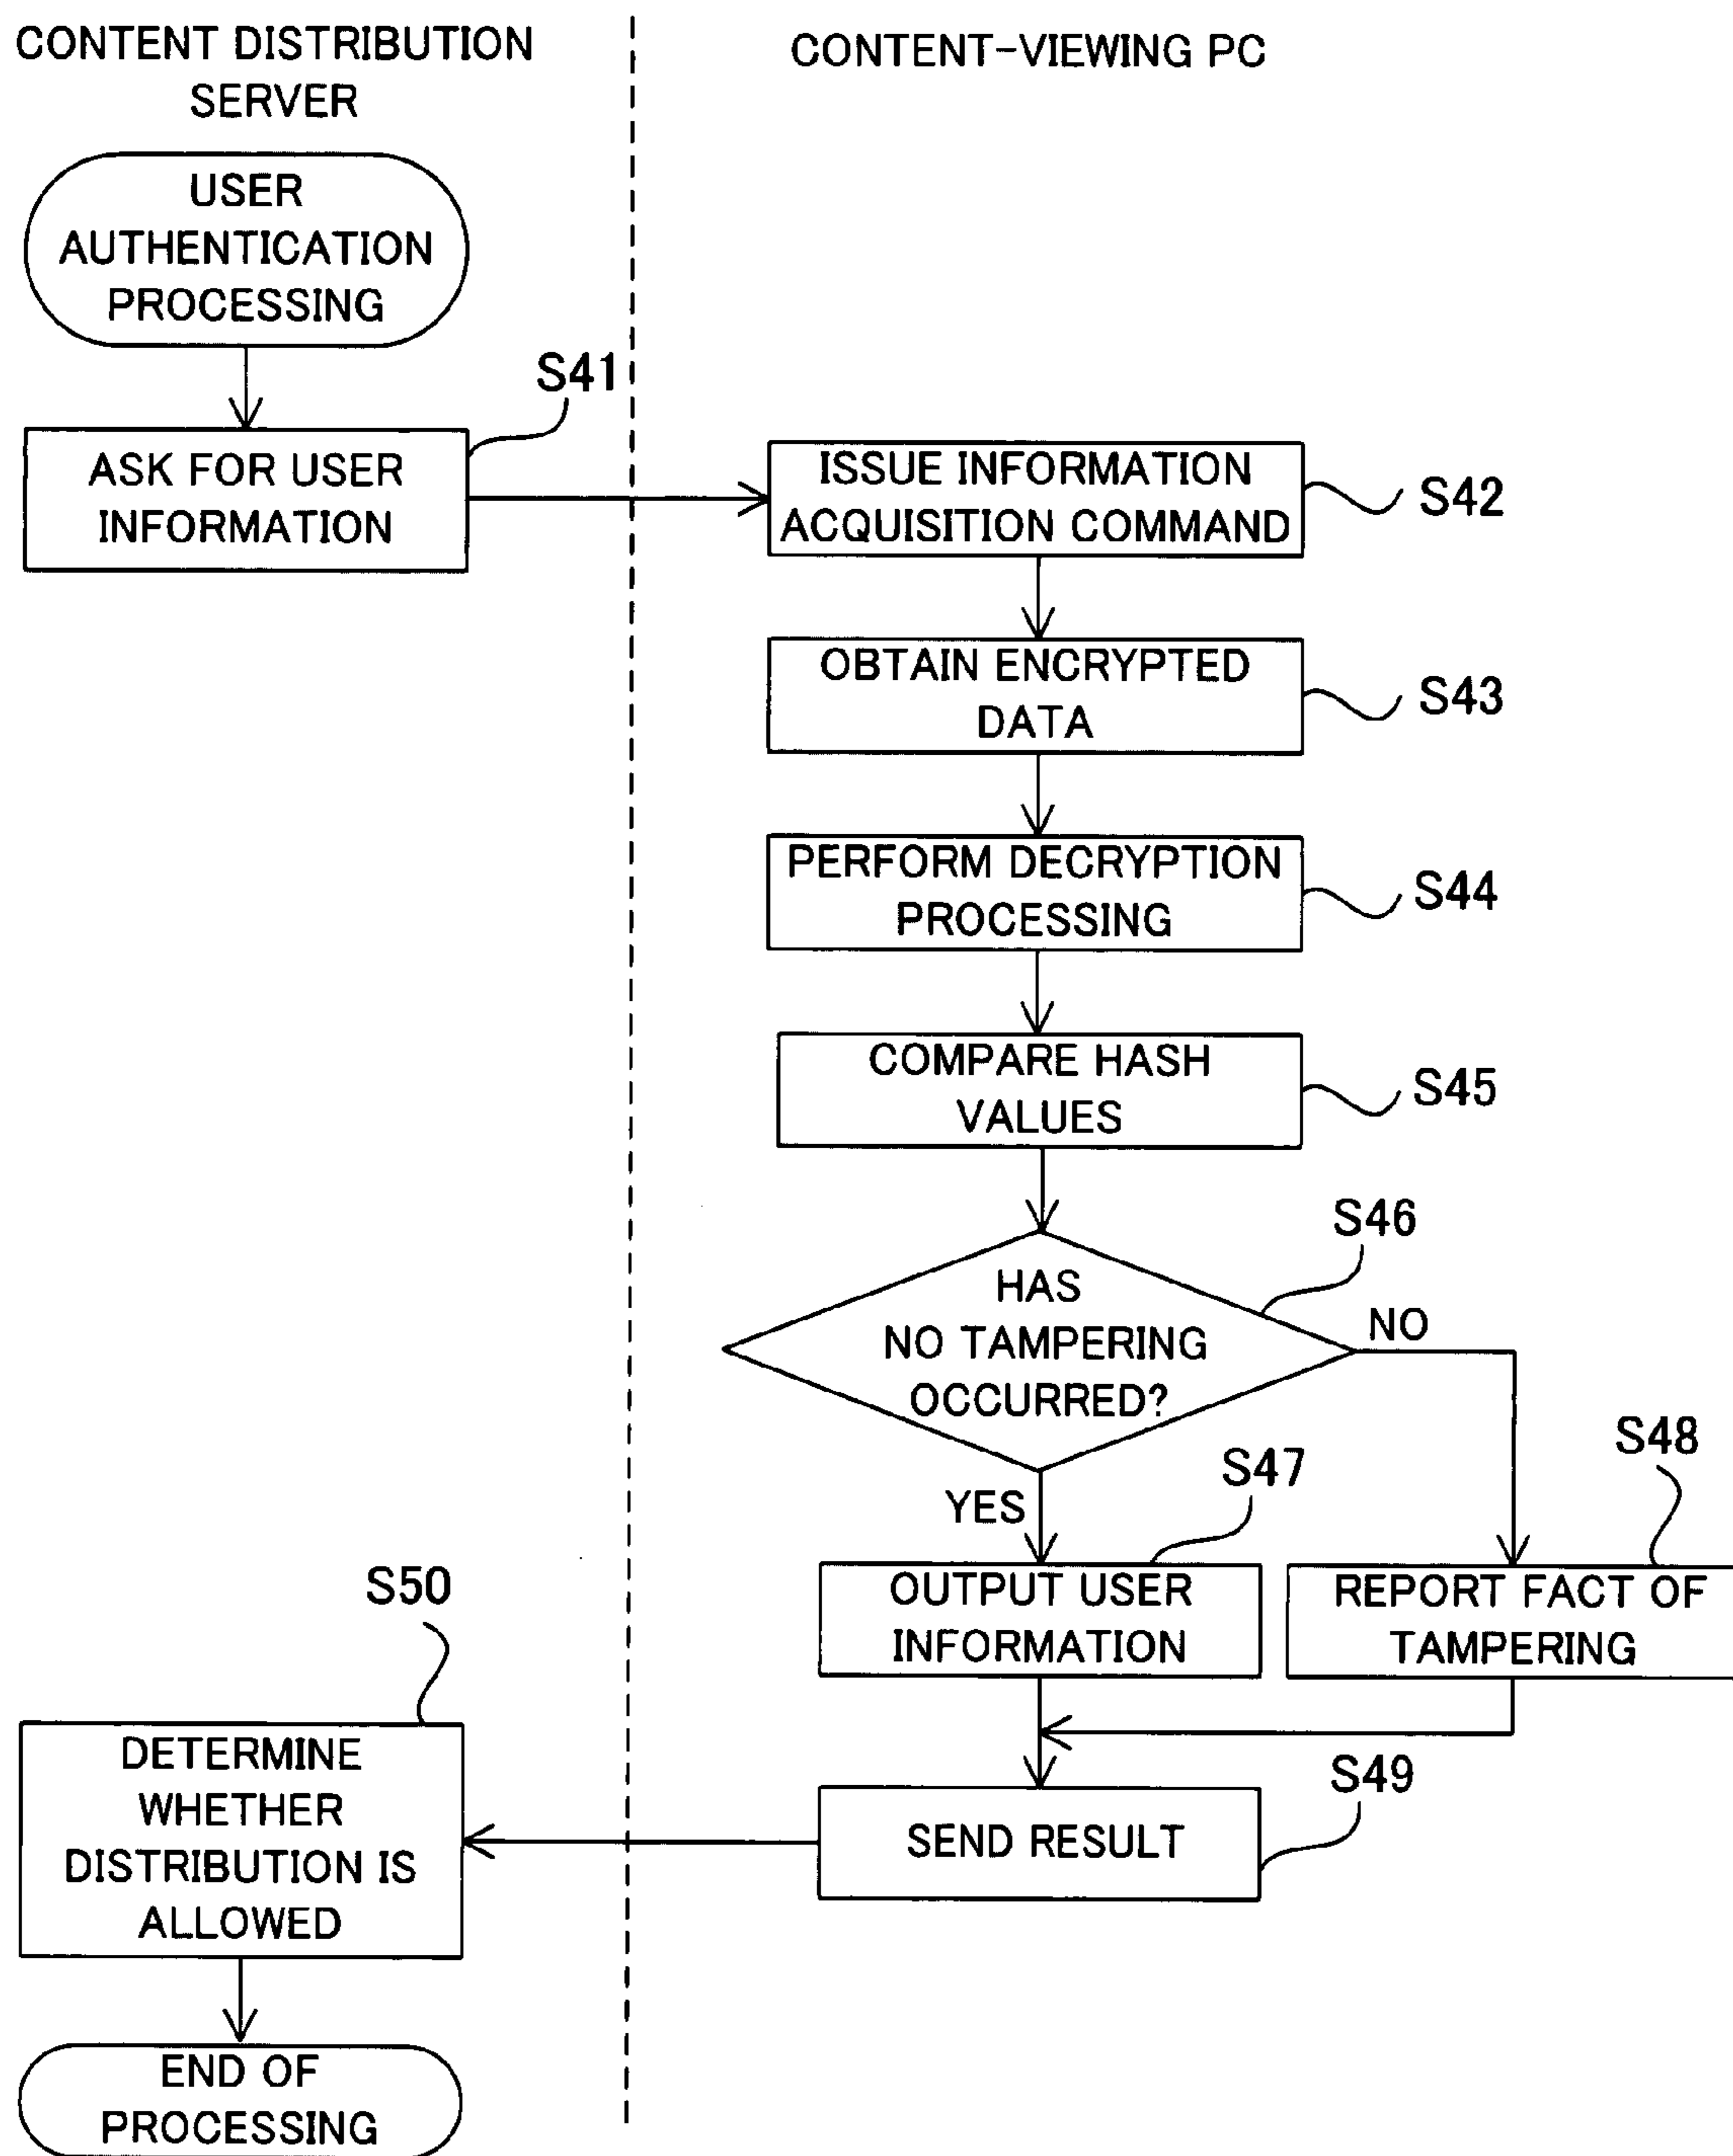 CONTENT DISTRIBUTION
SERVER
CONTENT-VIEWING PC
USER
AUTHENTICATION
PROCESSING
S41
ASK FOR USER
INFORMATION
ISSUE INFORMATION
ACQUISITION COMMAND
S42
OBTAIN ENCRYPTED
DATA
S43
PERFORM DECRYPTION
PROCESSING
S44
COMPARE HASH
VALUES
S45
S46
HAS
NO TAMPERING
OCCURRED?
NO
YES
S47
S48
OUTPUT USER
INFORMATION
REPORT FACT OF
TAMPERING
S49
SEND RESULT
S50
DETERMINE
WHETHER
DISTRIBUTION IS
ALLOWED
END OF
PROCESSING